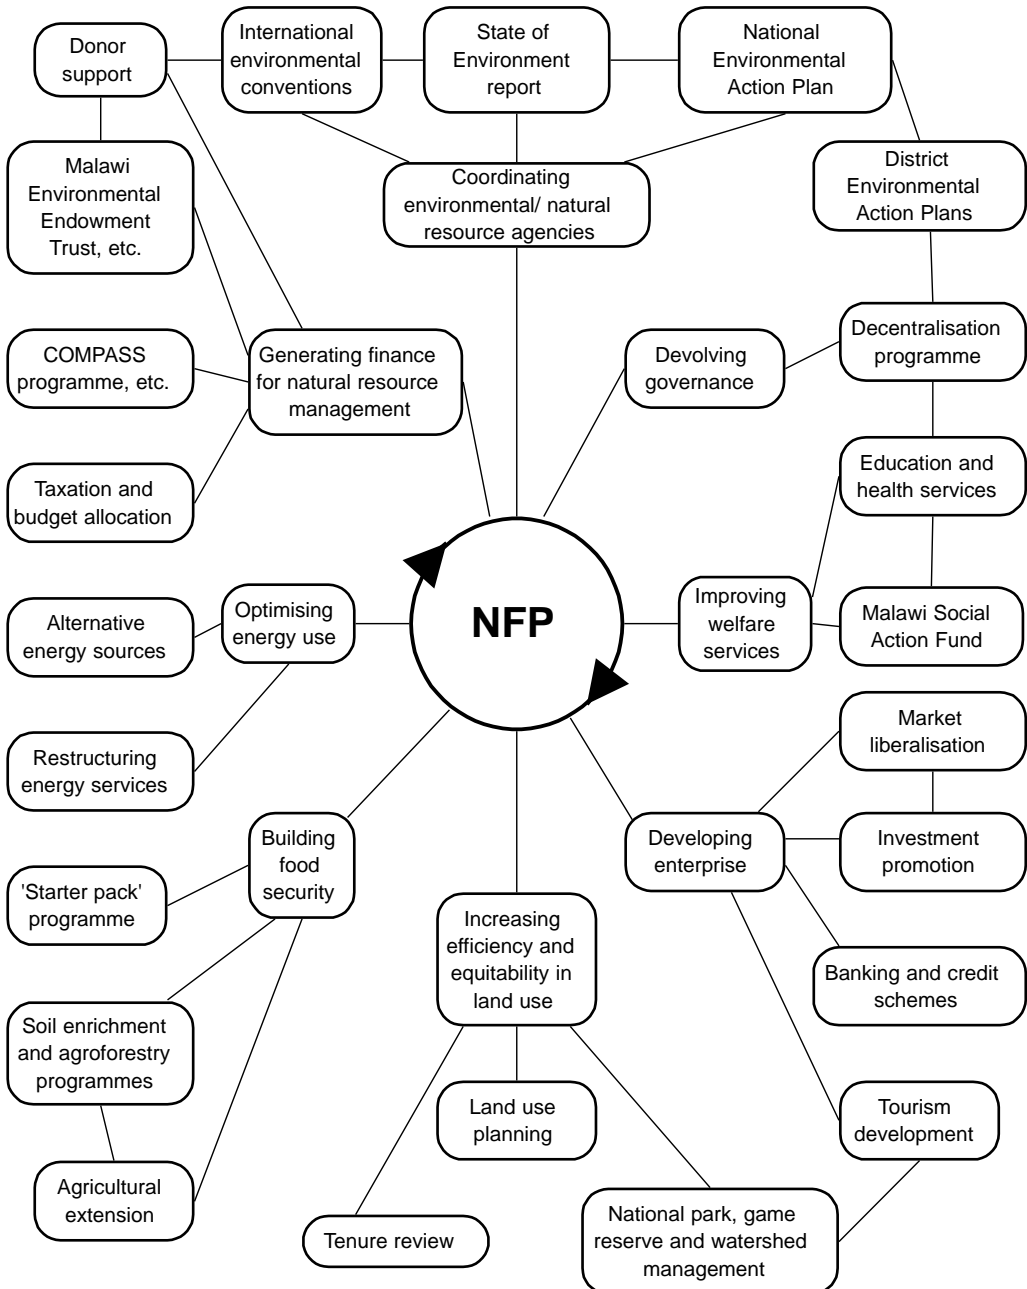 Donor
support
International
environmental
conventions
State of
Environment
report
National
Environmental
Action Plan
Malawi
Environmental
Endowment
Trust, etc.
Coordinating
environmental/ natural
resource agencies
District
Environmental
Action Plans
COMPASS
programme, etc.
Generating finance
for natural resource
management
Devolving
governance
Decentralisation
programme
Taxation and
budget allocation
Education and
health services
Alternative
energy sources
Optimising
energy use
NFP
Improving
welfare
services
Malawi Social
Action Fund
Restructuring
energy services
Market
liberalisation
Building
food
security
Developing
enterprise
Investment
promotion
'Starter pack'
programme
Increasing
efficiency and
equitability in
land use
Banking and credit
schemes
Soil enrichment
and agroforestry
programmes
Land use
planning
Tourism
development
Agricultural
extension
Tenure review
National park, game
reserve and watershed
management